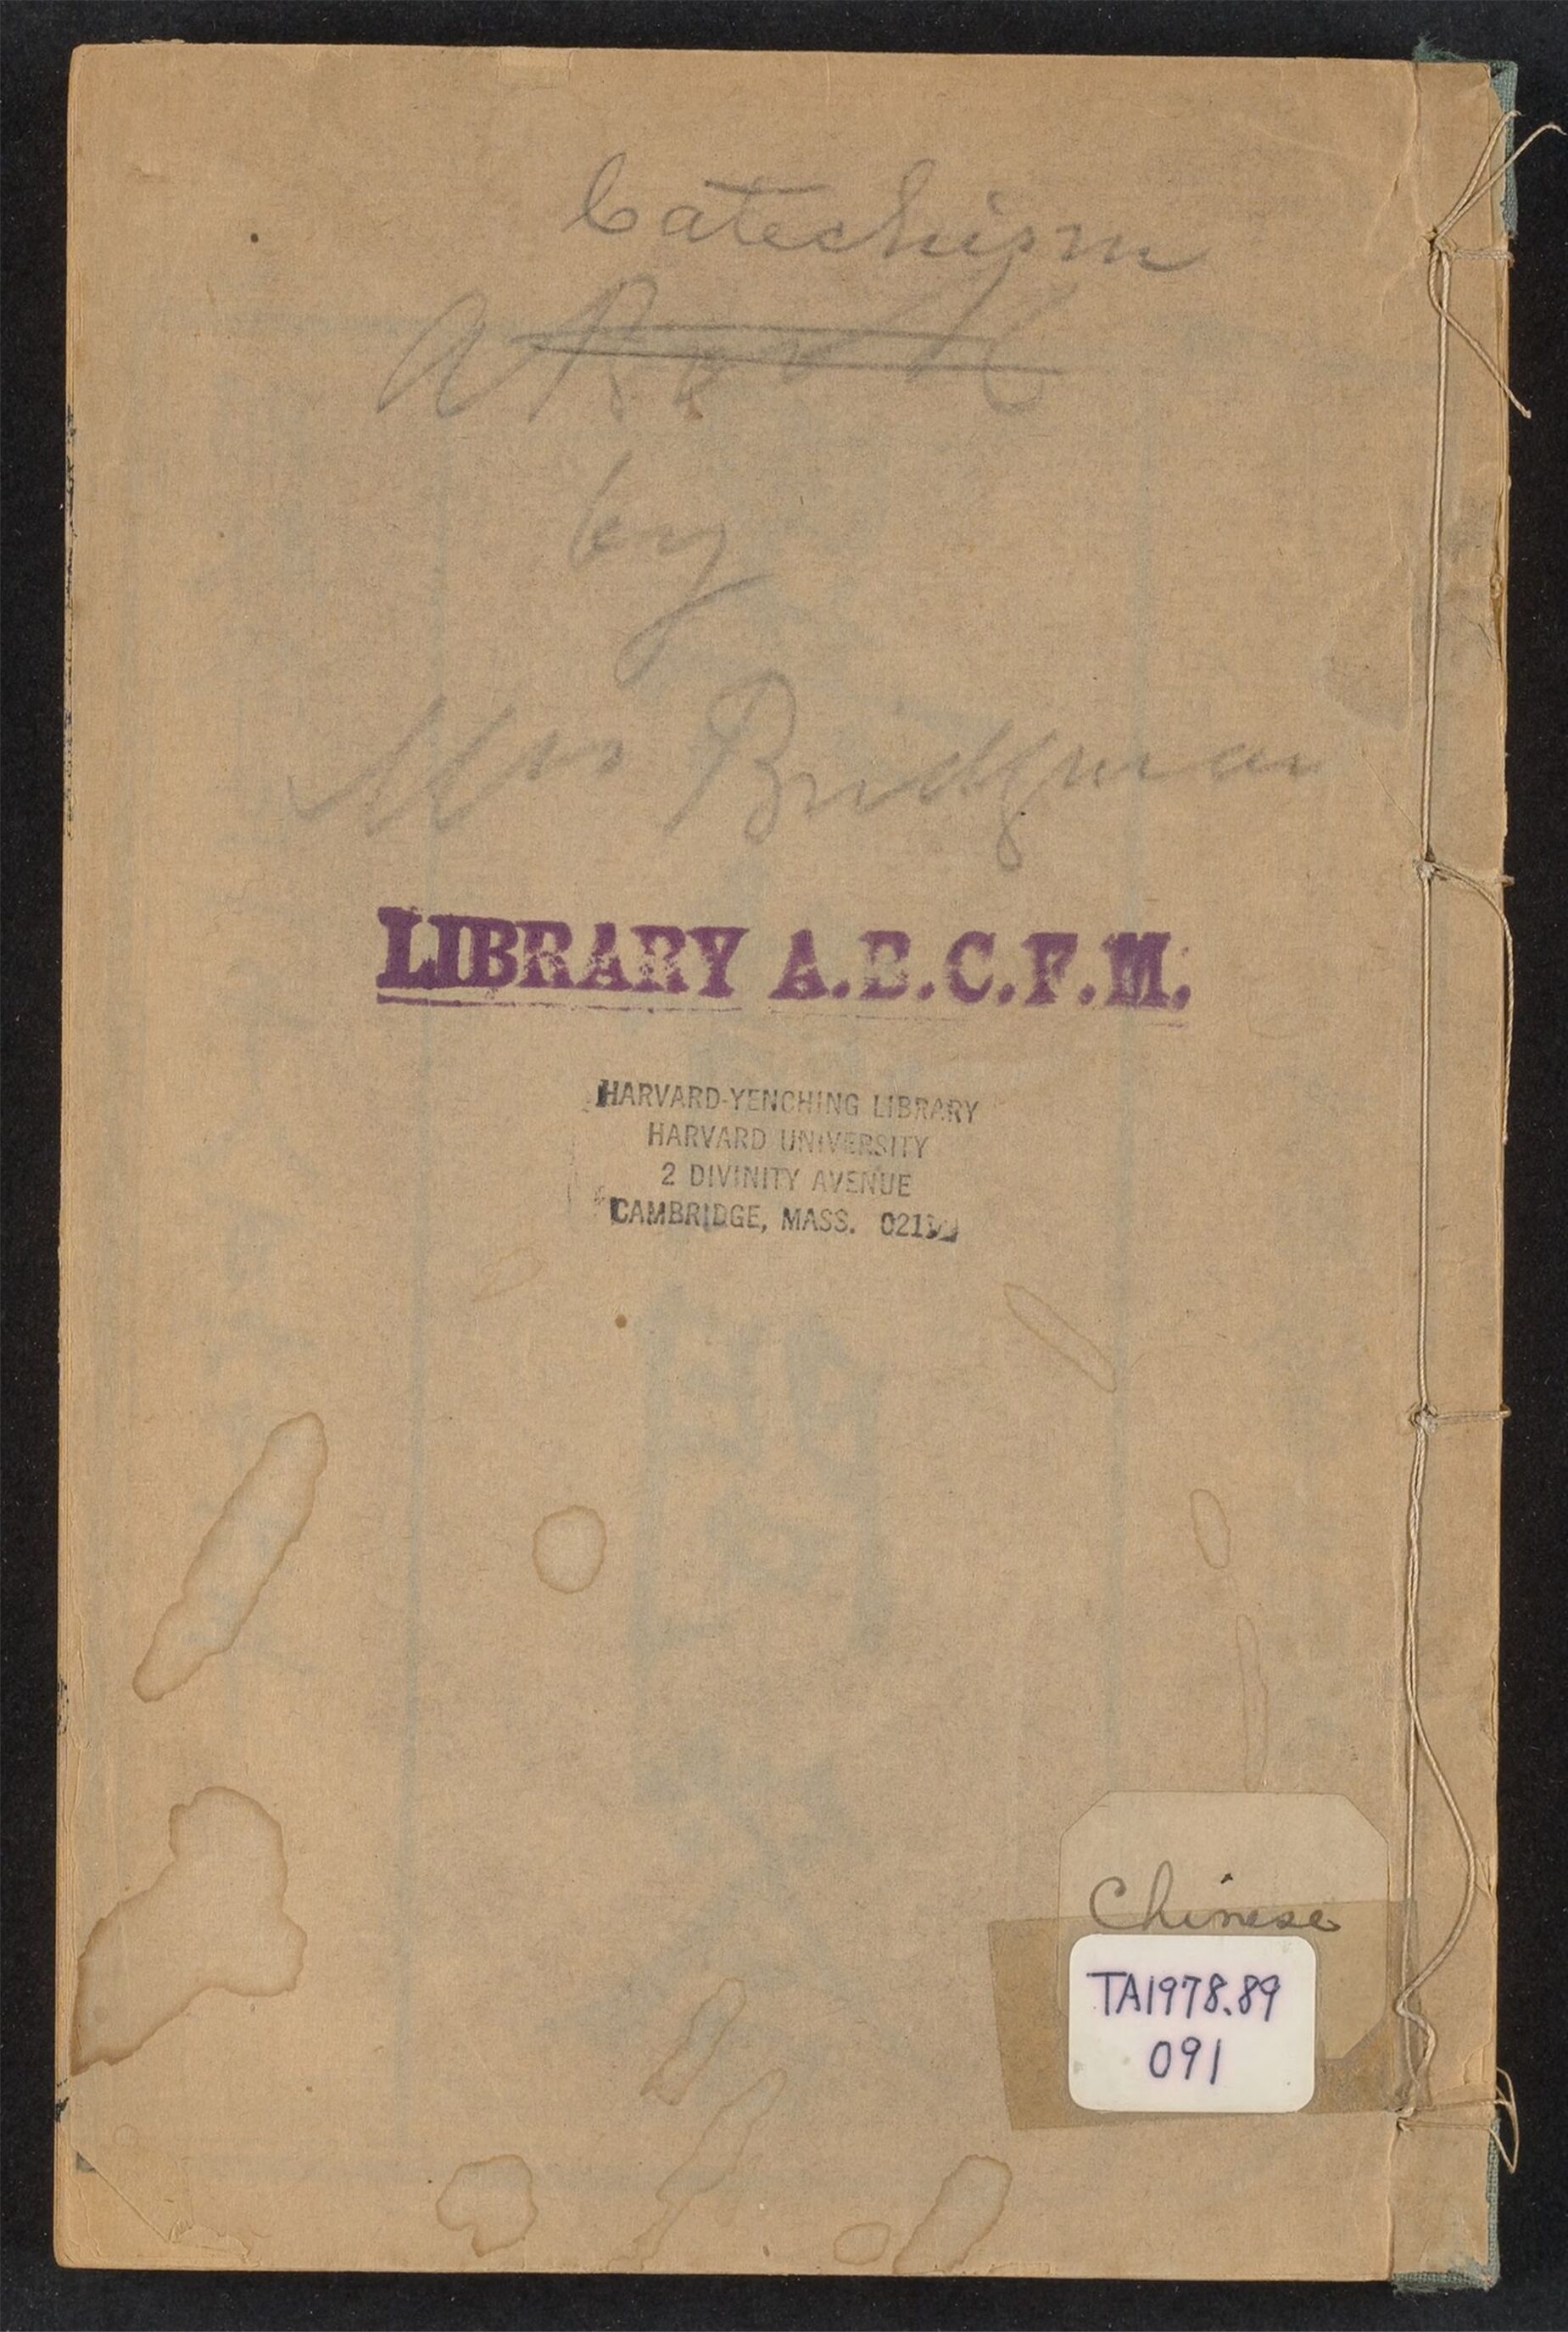 Catechism
A Book
by
Mrs Bridgman
LIBRARY A.B.C.F.M.
HARVARD-YENCHING LIBRARY
HARVARD UNIVERSITY
2 DIVINITY AVENUE
CAMBRIDGE, MASS.
Chinese
TA1978.89
091